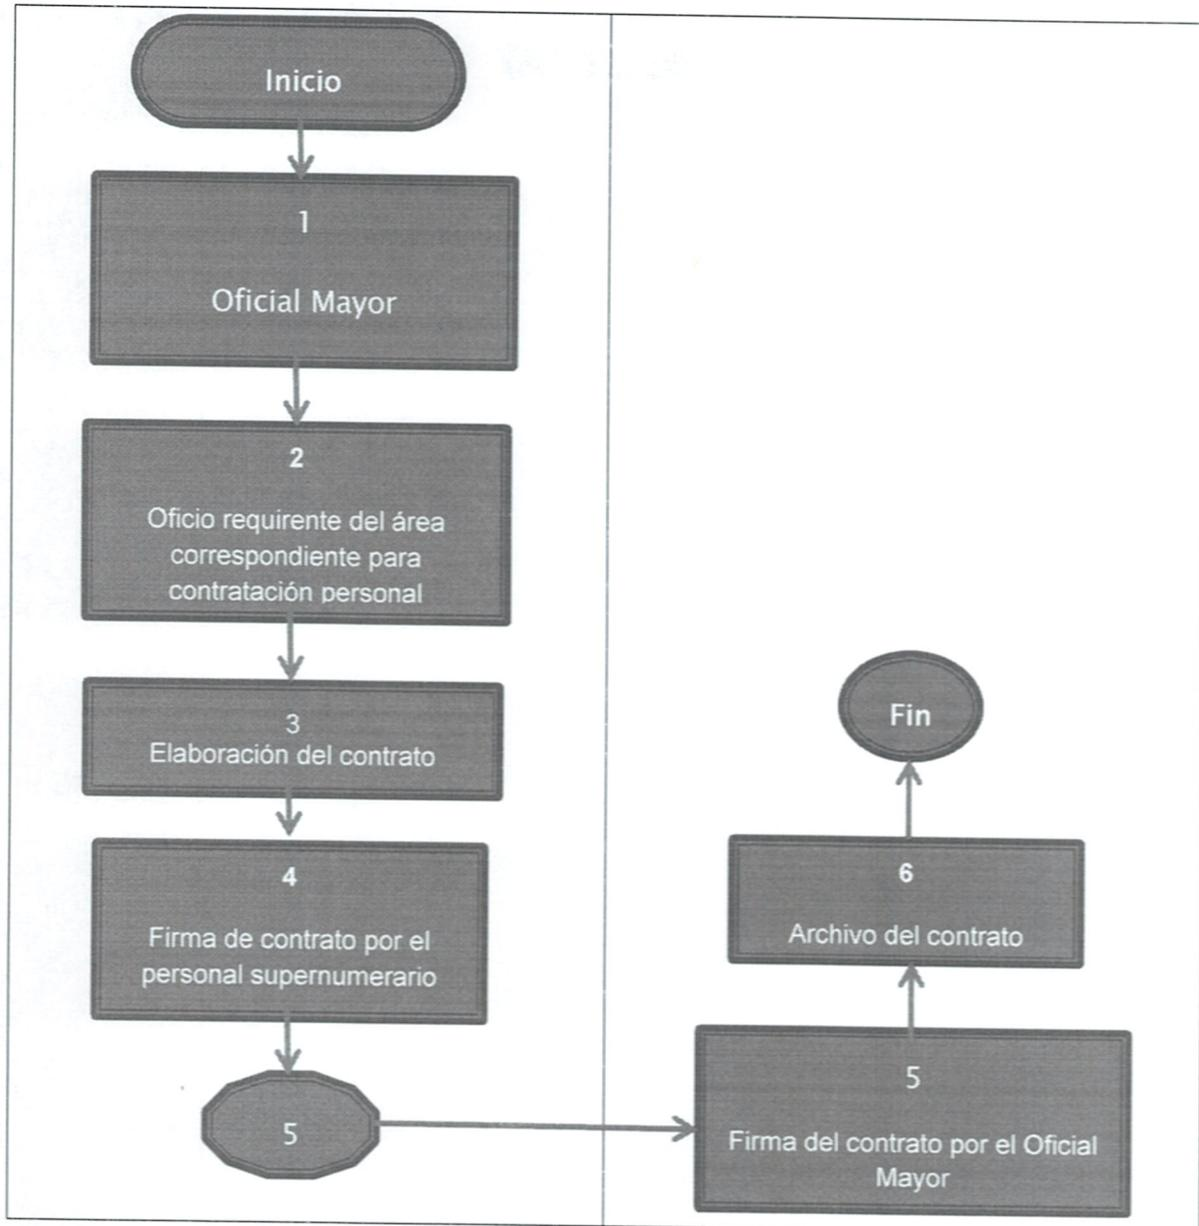 Inicio
1
Oficial Mayor
2
Oficio requirente del área
correspondiente para
contratación personal
3
Elaboración del contrato
4
Firma de contrato por el
personal supernumerario
5
5
Firma del contrato por el Oficial
Mayor
6
Archivo del contrato
Fin